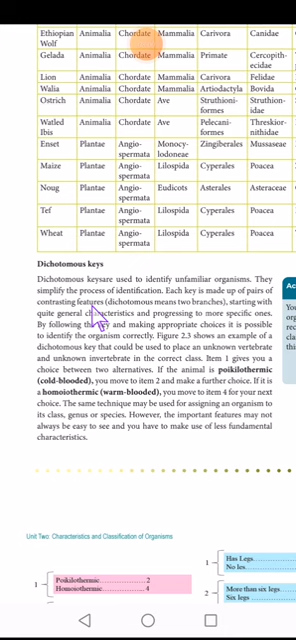 Ethiopian Wolf Animalia Chordate Mammalia Carivora Canidae
Gelada Animalia Chordate Mammalia Primate Cercopith-ecidae
Lion Animalia Chordate Mammalia Carivora Felidae
Walia Animalia Chordate Mammalia Artiodactyla Bovida
Ostrich Animalia Chordate Ave Struthioni-formes Struthion-idae
Watled Ibis Animalia Chordate Ave Pelecani-formes Threskior-nithidae
Enset Plantae Angio-spermata Monocy-lodoneae Zingiberales Mussaseae
Maize Plantae Angio-spermata Lilospida Cyperales Poacea
Noug Plantae Angio-spermata Eudicots Asterales Asteraceae
Tef Plantae Angio-spermata Lilospida Cyperales Poacea
Wheat Plantae Angio-spermata Lilospida Cyperales Poacea
Dichotomous keys
Dichotomous keysare used to identify unfamiliar organisms. They
simplify the process of identification. Each key is made up of pairs of
contrasting features (dichotomous means two branches), starting with
quite general characteristics and progressing to more specific ones.
By following the key and making appropriate choices it is possible
to identify the organism correctly. Figure 2.3 shows an example of a
dichotomous key that could be used to place an unknown vertebrate
and unknown invertebrate in the correct class. Item 1 gives you a
choice between two alternatives. If the animal is poikilothermic
(cold-blooded), you move to item 2 and make a further choice. If it is
a homoiothermic (warm-blooded), you move to item 4 for your next
choice. The same technique may be used for assigning an organism to
its class, genus or species. However, the important features may not
always be easy to see and you have to make use of less fundamental
characteristics.
Unit Two: Characteristics and Classification of Organisms
1 Poikilothermic....................2
Homoiothermic....................4
1 Has Legs
No les
2 More than six legs
Six legs